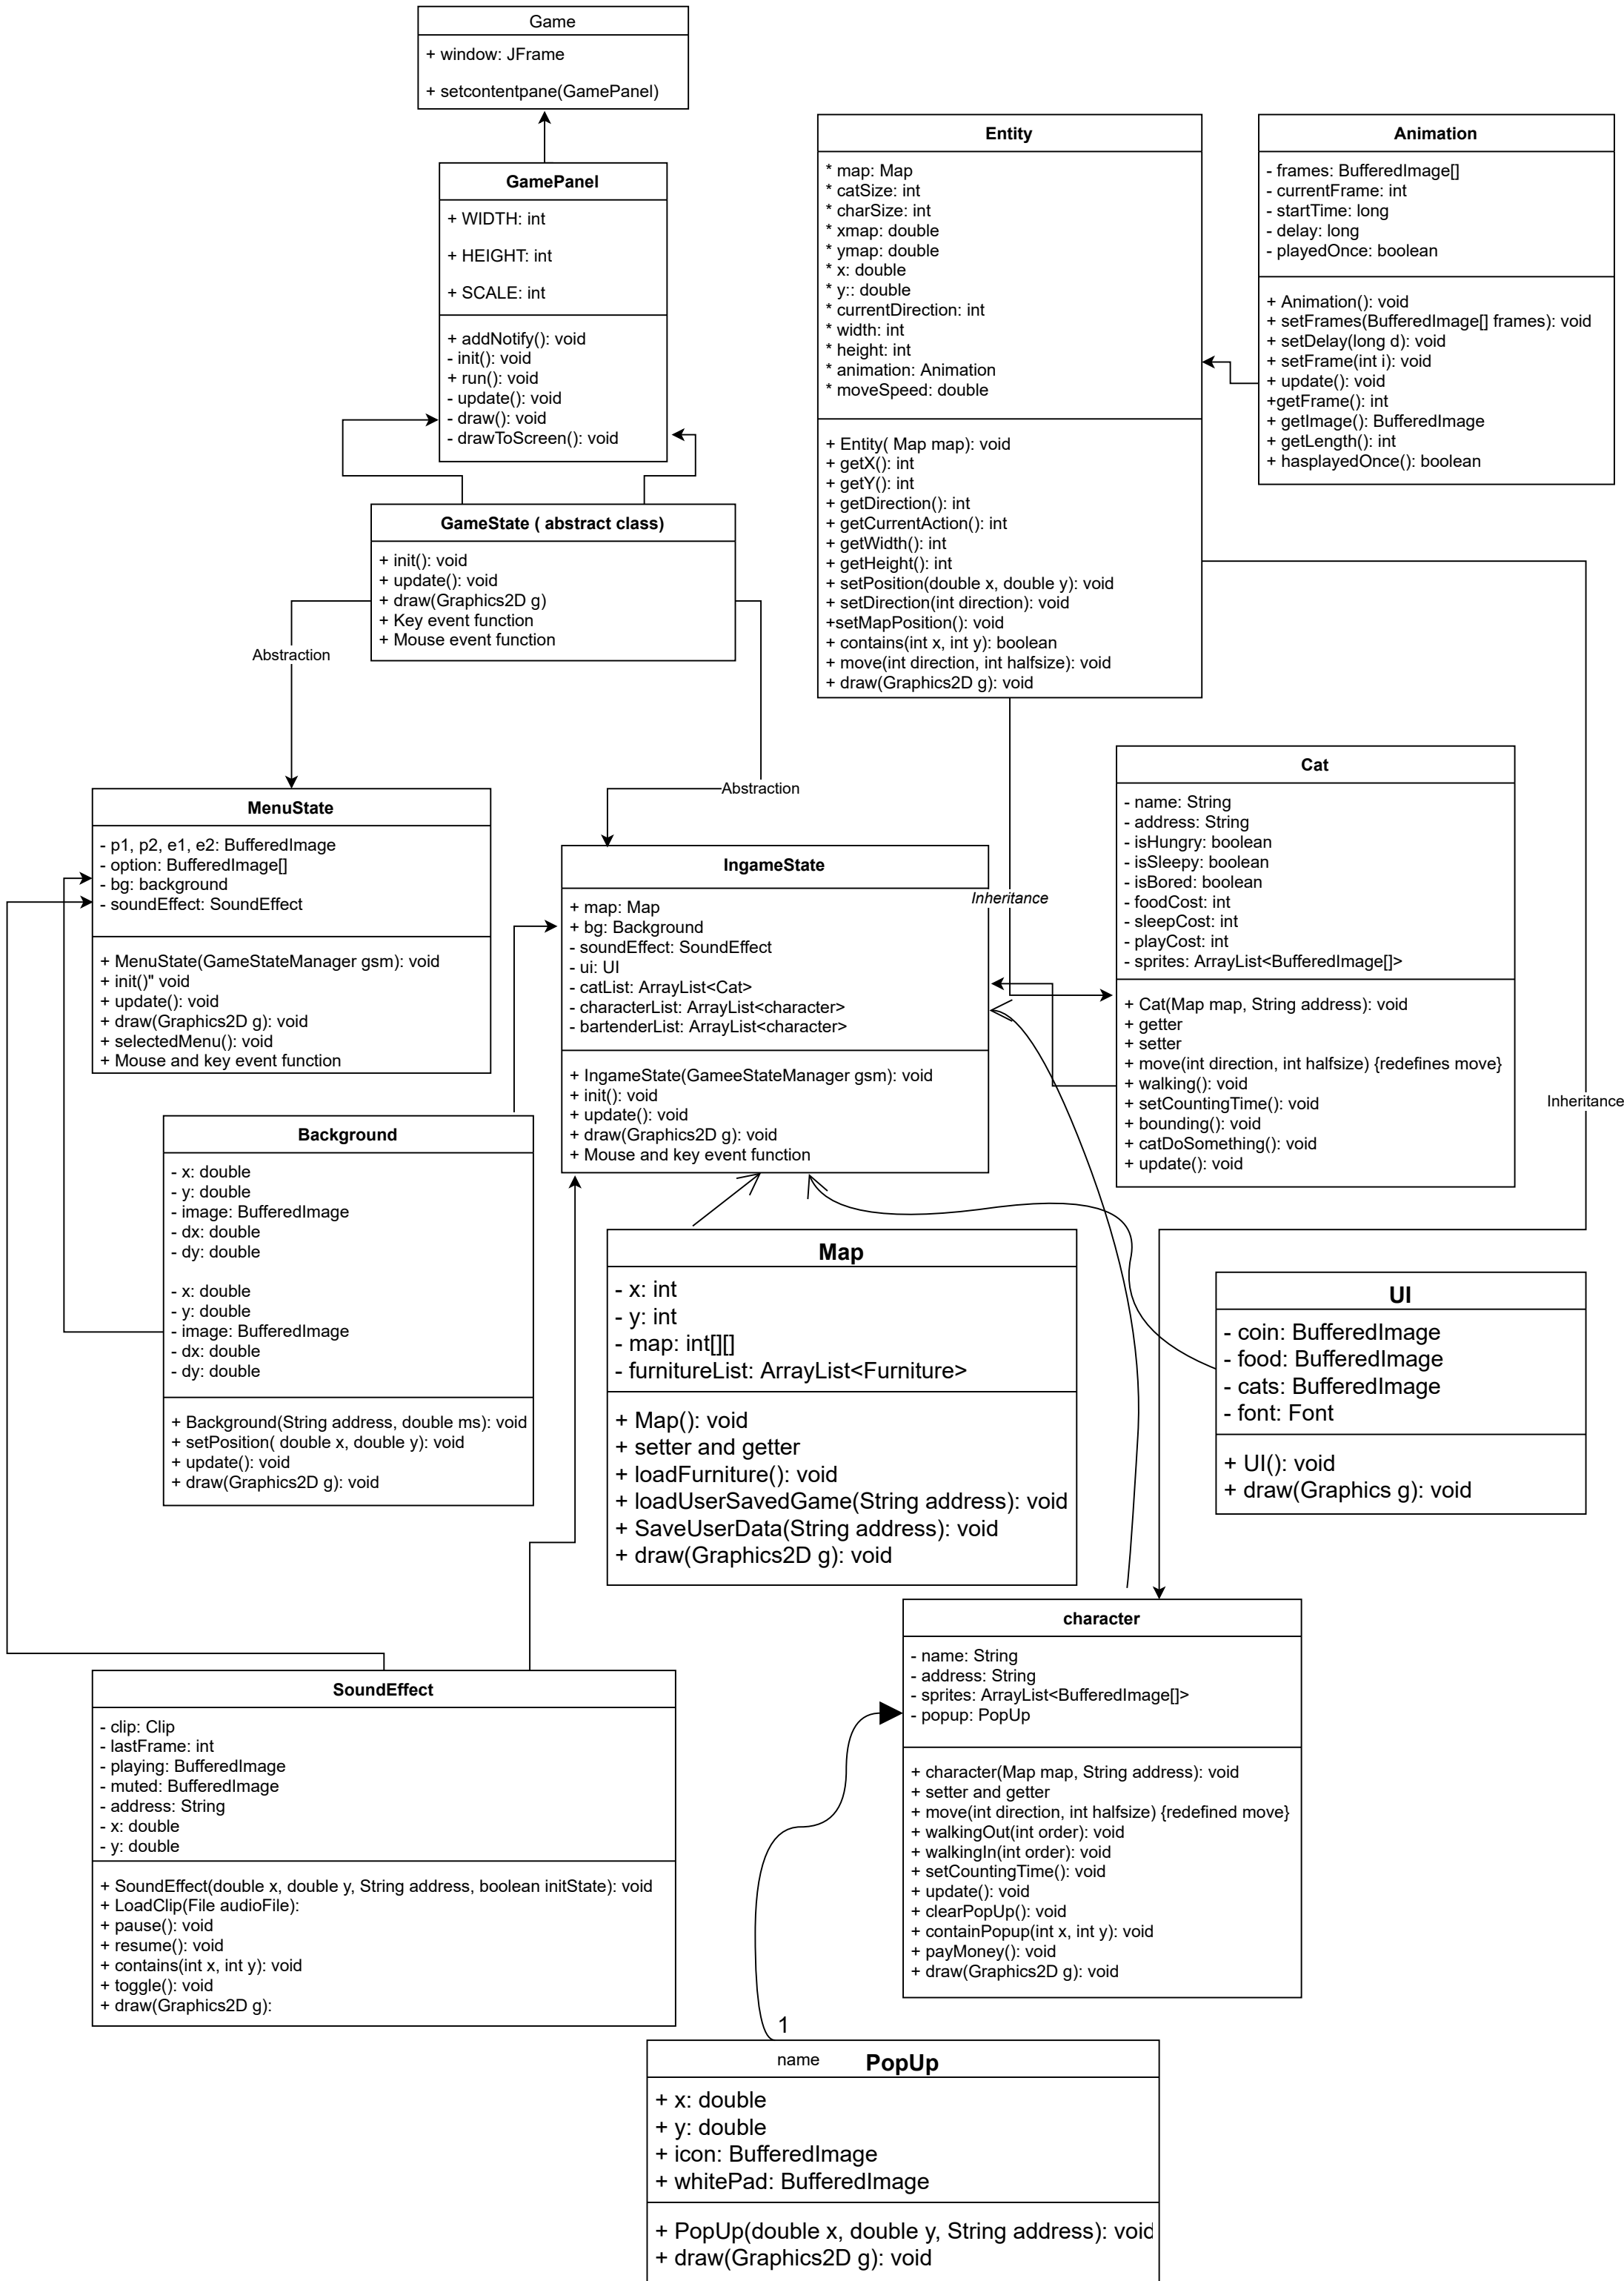 Game
+ window: JFrame
+ setcontentpane(GamePanel)
GamePanel
+ WIDTH: int
+ HEIGHT: int
+ SCALE: int
+ addNotify(): void
- init(): void
+ run(): void
- update(): void
- draw(): void
- drawToScreen(): void
GameState ( abstract class)
+ init(): void
+ update(): void
+ draw(Graphics2D g)
+ Key event function
+ Mouse event function
Abstraction
Abstraction
Entity
* map: Map
* catSize: int
* charSize: int
* xmap: double
* ymap: double
* x: double
* y:: double
* currentDirection: int
* width: int
* height: int
* animation: Animation
* moveSpeed: double
+ Entity( Map map): void
+ getX(): int
+ getY(): int
+ getDirection(): int
+ getCurrentAction(): int
+ getWidth(): int
+ getHeight(): int
+ setPosition(double x, double y): void
+ setDirection(int direction): void
+setMapPosition(): void
+ contains(int x, int y): boolean
+ move(int direction, int halfsize): void
+ draw(Graphics2D g): void
Animation
- frames: BufferedImage[]
- currentFrame: int
- startTime: long
- delay: long
- playedOnce: boolean
+ Animation(): void
+ setFrames(BufferedImage[] frames): void
+ setDelay(long d): void
+ setFrame(int i): void
+ update(): void
+getFrame(): int
+ getImage(): BufferedImage
+ getLength(): int
+ hasplayedOnce(): boolean
Inheritance
Inheritance
MenuState
- p1, p2, e1, e2: BufferedImage
- option: BufferedImage[]
- bg: background
- soundEffect: SoundEffect
+ MenuState(GameStateManager gsm): void
+ init()" void
+ update(): void
+ draw(Graphics2D g): void
+ selectedMenu(): void
+ Mouse and key event function
IngameState
+ map: Map
+ bg: Background
- soundEffect: SoundEffect
- ui: UI
- catList: ArrayList<Cat>
- characterList: ArrayList<character>
- bartenderList: ArrayList<character>
+ IngameState(GameeStateManager gsm): void
+ init(): void
+ update(): void
+ draw(Graphics2D g): void
+ Mouse and key event function
Cat
- name: String
- address: String
- isHungry: boolean
- isSleepy: boolean
- isBored: boolean
- foodCost: int
- sleepCost: int
- playCost: int
- sprites: ArrayList<BufferedImage[]>
+ Cat(Map map, String address): void
+ getter
+ setter
+ move(int direction, int halfsize) {redefines move}
+ walking(): void
+ setCountingTime(): void
+ bounding(): void
+ catDoSomething(): void
+ update(): void
Background
- x: double
- y: double
- image: BufferedImage
- dx: double
- dy: double
- x: double
- y: double
- image: BufferedImage
- dx: double
- dy: double
+ Background(String address, double ms): void
+ setPosition( double x, double y): void
+ update(): void
+ draw(Graphics2D g): void
Map
- x: int
- y: int
- map: int[][]
- furnitureList: ArrayList<Furniture>
+ Map(): void
+ setter and getter
+ loadFurniture(): void
+ loadUserSavedGame(String address): void
+ SaveUserData(String address): void
+ draw(Graphics2D g): void
UI
- coin: BufferedImage
- food: BufferedImage
- cats: BufferedImage
- font: Font
+ UI(): void
+ draw(Graphics g): void
SoundEffect
- clip: Clip
- lastFrame: int
- playing: BufferedImage
- muted: BufferedImage
- address: String
- x: double
- y: double
+ SoundEffect(double x, double y, String address, boolean initState): void
+ LoadClip(File audioFile):
+ pause(): void
+ resume(): void
+ contains(int x, int y): void
+ toggle(): void
+ draw(Graphics2D g):
character
- name: String
- address: String
- sprites: ArrayList<BufferedImage[]>
- popup: PopUp
+ character(Map map, String address): void
+ setter and getter
+ move(int direction, int halfsize) {redefined move}
+ walkingOut(int order): void
+ walkingIn(int order): void
+ setCountingTime(): void
+ update(): void
+ clearPopUp(): void
+ containPopup(int x, int y): void
+ payMoney(): void
+ draw(Graphics2D g): void
1
name
PopUp
+ x: double
+ y: double
+ icon: BufferedImage
+ whitePad: BufferedImage
+ PopUp(double x, double y, String address): void
+ draw(Graphics2D g): void